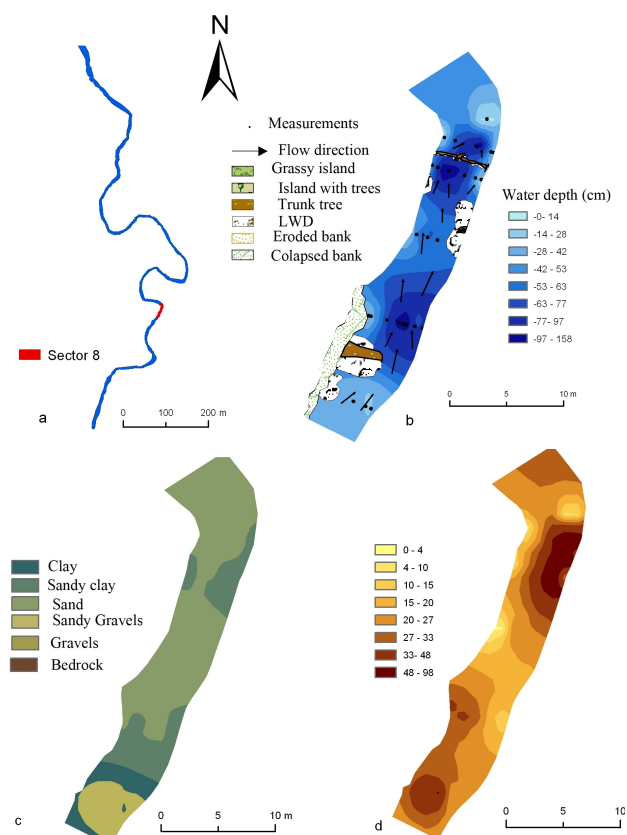 N
Measurements
Flow direction
Grassy island
Island with trees
Trunk tree
LWD
Eroded bank
Colapsed bank
Sector 8
0 100 200 m
a
Water depth (cm)
-0- 14
-14 - 28
-28 - 42
-42 - 53
-53 - 63
-63 - 77
-77- 97
-97 - 158
0 5 10 m
b
Clay
Sandy clay
Sand
Sandy Gravels
Gravels
Bedrock
0 5 10 m
c
0 - 4
4 - 10
10 - 15
15 - 20
20 - 27
27 - 33
33- 48
48 - 98
0 5 10 m
d